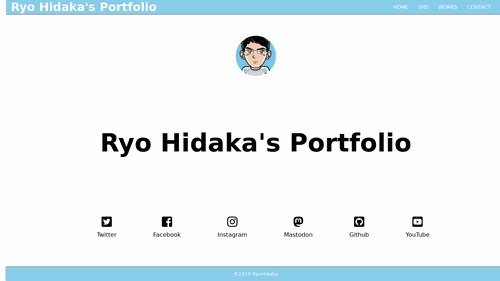 Ryo Hidaka's Portfolio
HOME SNS WORKS CONTACT
Ryo Hidaka's Portfolio
Twitter Facebook Instagram Mastodon Github YouTube
©2019 RyoHidaka